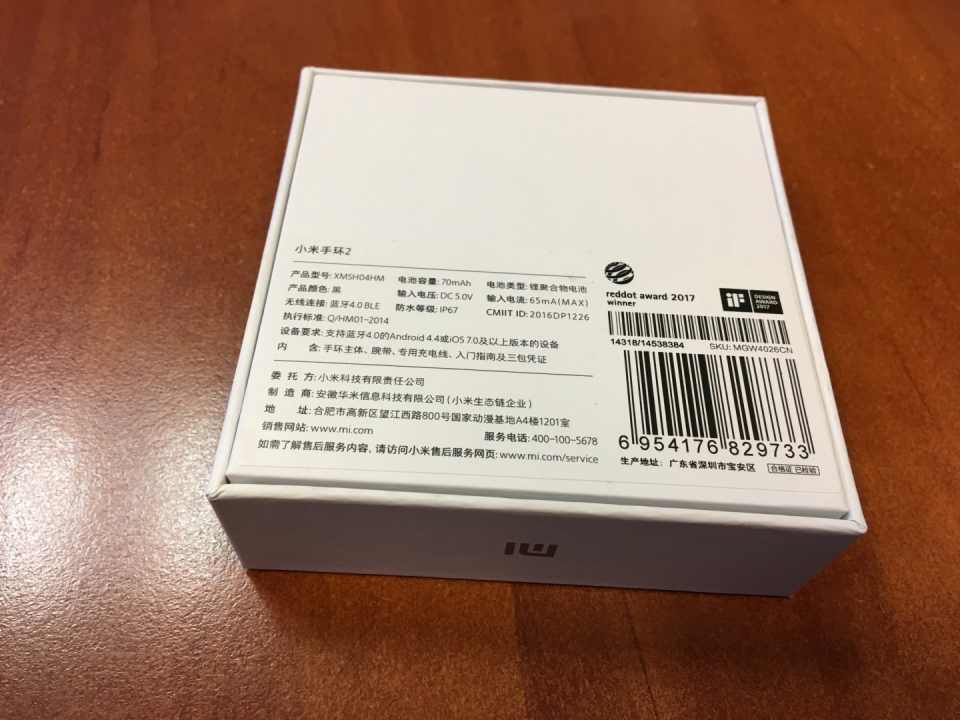 小米手环2
产品型号: XMSH04HM 电池容量: 70mAh 电池类型: 锂聚合物电池
产品颜色: 黑 输入电压: DC 5.0V 输入电流: 65mA(MAX)
无线连接: 蓝牙4.0 BLE 防水等级: IP67 CMIIT ID: 2016DP1226
执行标准: Q/HM01-2014
设备要求: 支持蓝牙4.0的Android 4.4或iOS 7.0及以上版本的设备
内 含: 手环主体、腕带、专用充电线、入门指南及三包凭证
委 托 方: 小米科技有限责任公司
制 造 商: 安徽华米信息科技有限公司 (小米生态链企业)
地 址: 合肥市高新区望江西路800号国家动漫基地A4楼1201室
销售网站: www.mi.com 服务电话: 400-100-5678
如需了解售后服务内容, 请访问小米售后服务网页: www.mi.com/service
reddot award 2017
winner
iF
DESIGN
AWARD
2017
14318/14538384 SKU: MGW4026CN
6 954176 829733
生产地址: 广东省深圳市宝安区 合格证 已校验